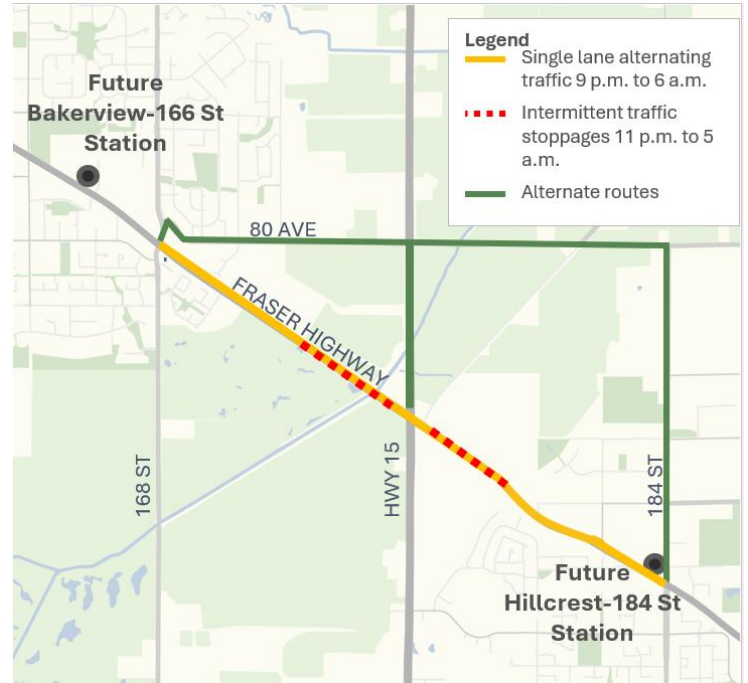 Legend
Single lane alternating
traffic 9 p.m. to 6 a.m.
Intermittent traffic
stoppages 11 p.m. to 5
a.m.
Alternate routes
Future
Bakerview-166 St
Station
80 AVE
FRASER HIGHWAY
168 ST
HWY 15
184 ST
Future
Hillcrest-184 St
Station